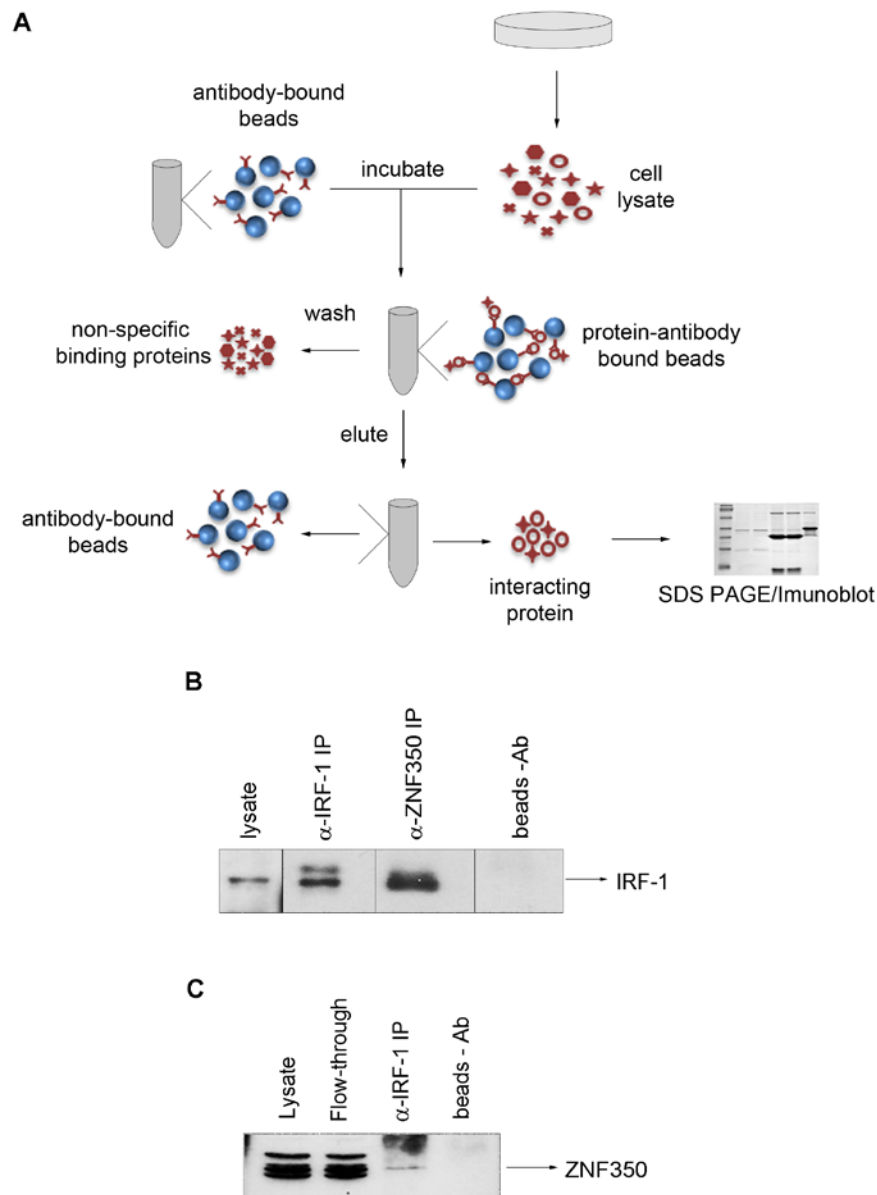 A
antibody-bound
beads
incubate
cell
lysate
non-specific
binding proteins
wash
protein-antibody
bound beads
elute
antibody-bound
beads
interacting
protein
SDS PAGE/Imunoblot
B
lysate
α-IRF-1 IP
α-ZNF350 IP
beads -Ab
IRF-1
C
Lysate
Flow-through
α-IRF-1 IP
beads - Ab
ZNF350